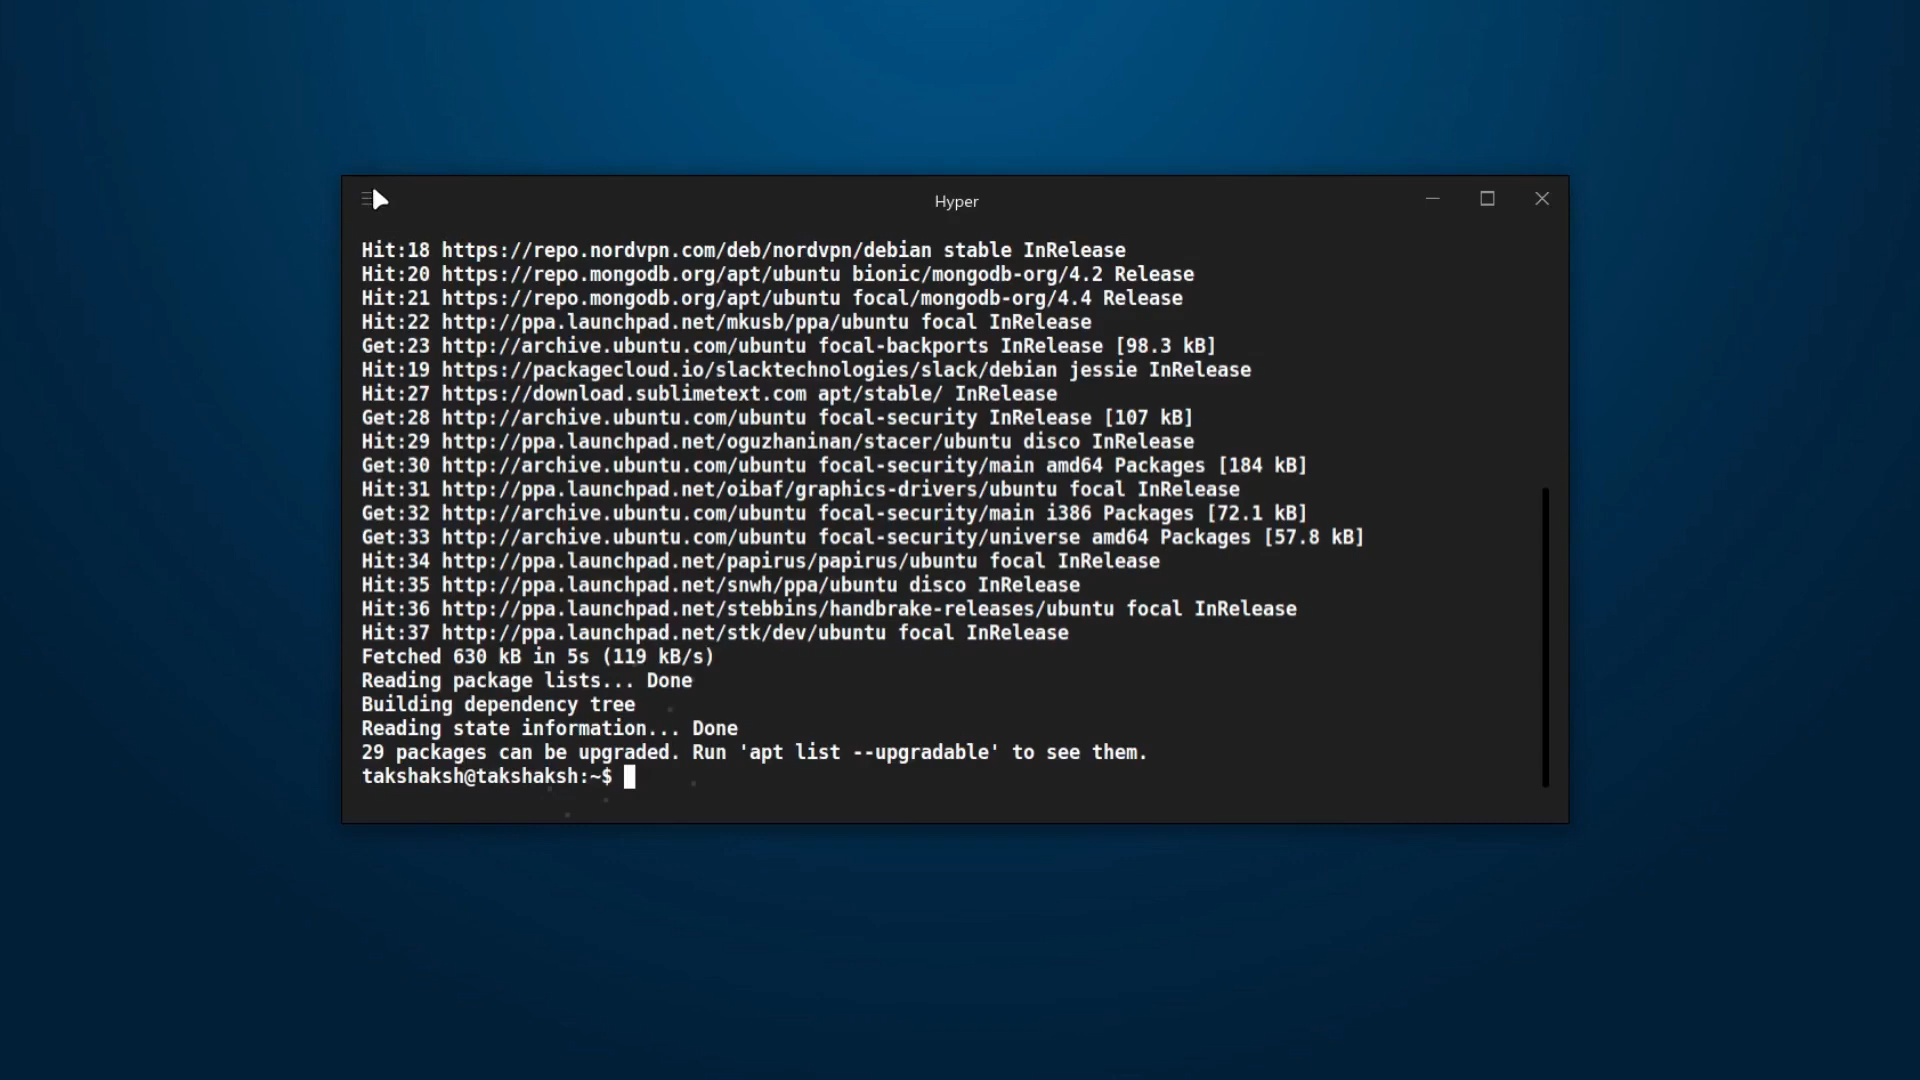 Hyper
Hit:18 https://repo.nordvpn.com/deb/nordvpn/debian stable InRelease
Hit:20 https://repo.mongodb.org/apt/ubuntu bionic/mongodb-org/4.2 Release
Hit:21 https://repo.mongodb.org/apt/ubuntu focal/mongodb-org/4.4 Release
Hit:22 http://ppa.launchpad.net/mkusb/ppa/ubuntu focal InRelease
Get:23 http://archive.ubuntu.com/ubuntu focal-backports InRelease [98.3 kB]
Hit:19 https://packagecloud.io/slacktechnologies/slack/debian jessie InRelease
Hit:27 https://download.sublimetext.com apt/stable/ InRelease
Get:28 http://archive.ubuntu.com/ubuntu focal-security InRelease [107 kB]
Hit:29 http://ppa.launchpad.net/oguzhaninan/stacer/ubuntu disco InRelease
Get:30 http://archive.ubuntu.com/ubuntu focal-security/main amd64 Packages [184 kB]
Hit:31 http://ppa.launchpad.net/oibaf/graphics-drivers/ubuntu focal InRelease
Get:32 http://archive.ubuntu.com/ubuntu focal-security/main i386 Packages [72.1 kB]
Get:33 http://archive.ubuntu.com/ubuntu focal-security/universe amd64 Packages [57.8 kB]
Hit:34 http://ppa.launchpad.net/papirus/papirus/ubuntu focal InRelease
Hit:35 http://ppa.launchpad.net/snwh/ppa/ubuntu disco InRelease
Hit:36 http://ppa.launchpad.net/stebbins/handbrake-releases/ubuntu focal InRelease
Hit:37 http://ppa.launchpad.net/stk/dev/ubuntu focal InRelease
Fetched 630 kB in 5s (119 kB/s)
Reading package lists... Done
Building dependency tree
Reading state information... Done
29 packages can be upgraded. Run 'apt list --upgradable' to see them.
takshaksh@takshaksh:~$